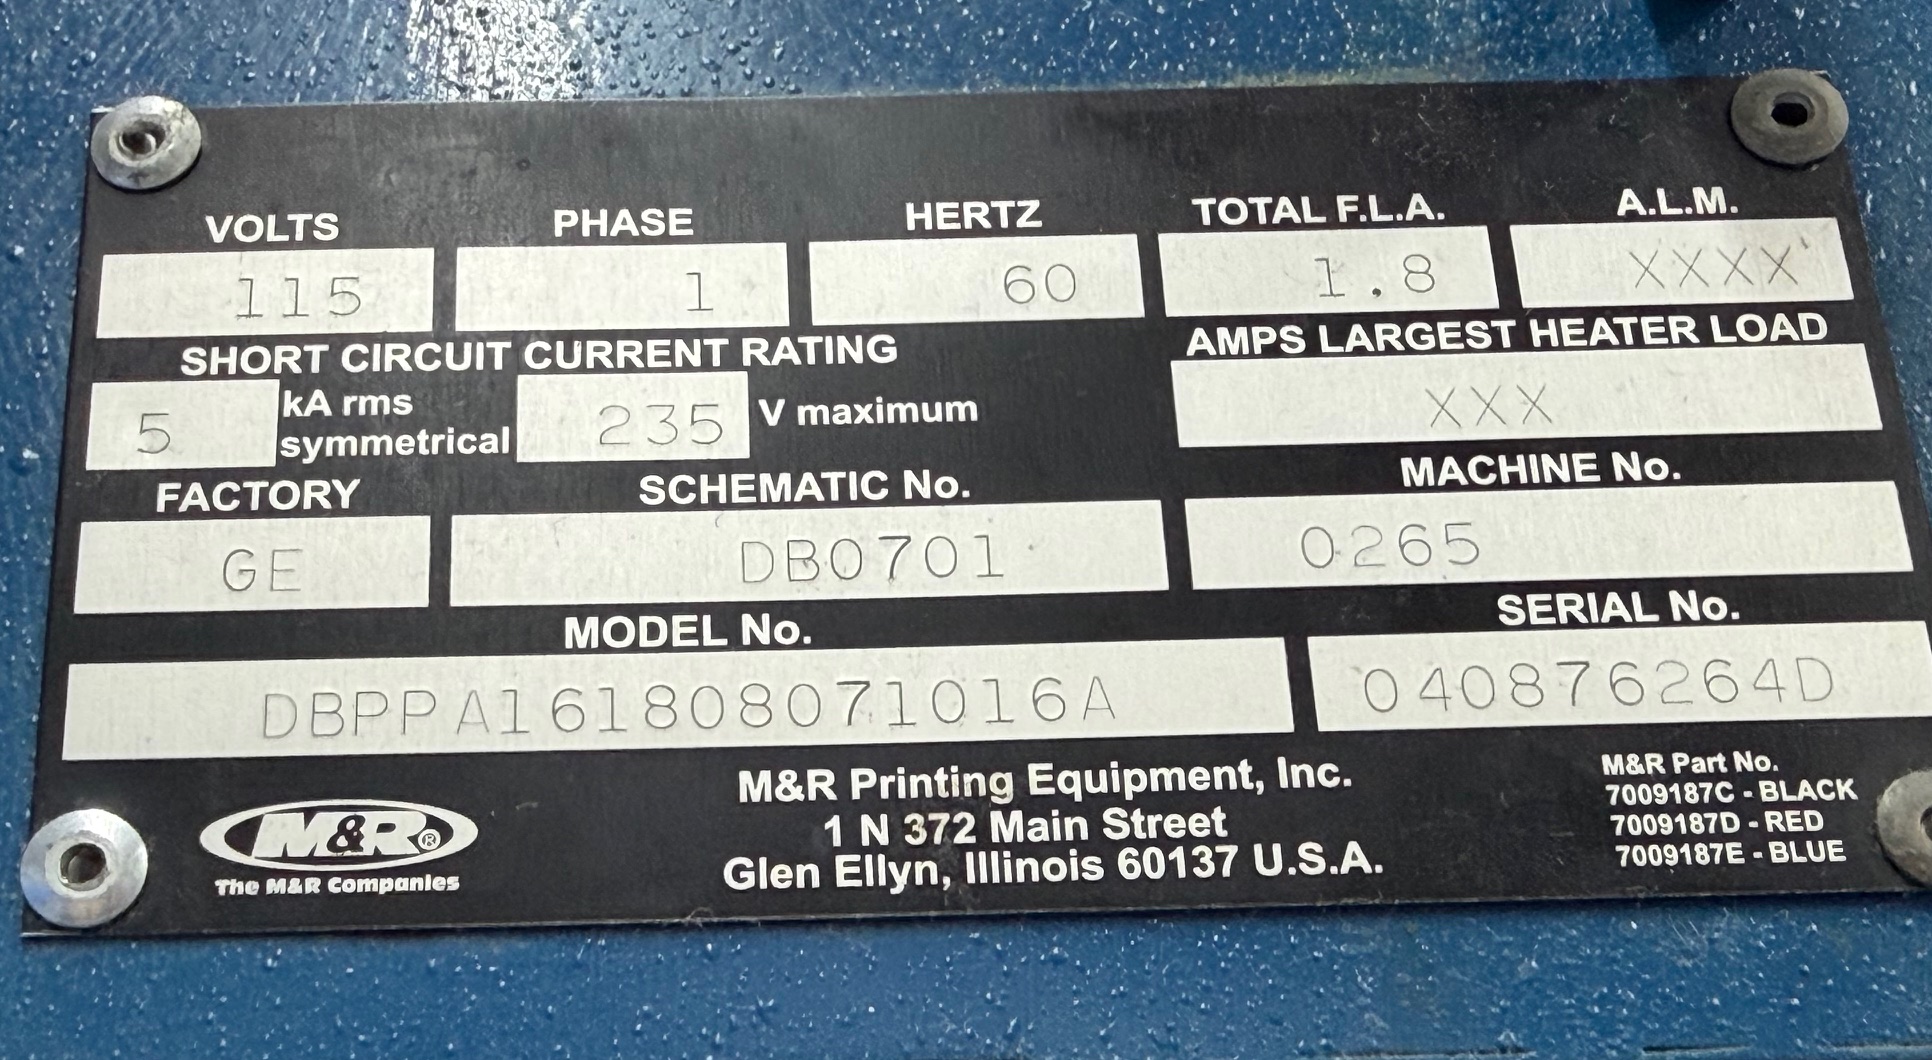 VOLTS PHASE HERTZ TOTAL F.L.A. A.L.M.
115 1 60 1.8 XXXX
SHORT CIRCUIT CURRENT RATING AMPS LARGEST HEATER LOAD
5 kA rms symmetrical 235 V maximum XXX
FACTORY SCHEMATIC No. MACHINE No.
GE DB0701 0265
MODEL No. SERIAL No.
DBPPA161808071016A 040876264D
M&R®
The M&R Companies
M&R Printing Equipment, Inc.
1 N 372 Main Street
Glen Ellyn, Illinois 60137 U.S.A.
M&R Part No.
7009187C - BLACK
7009187D - RED
7009187E - BLUE